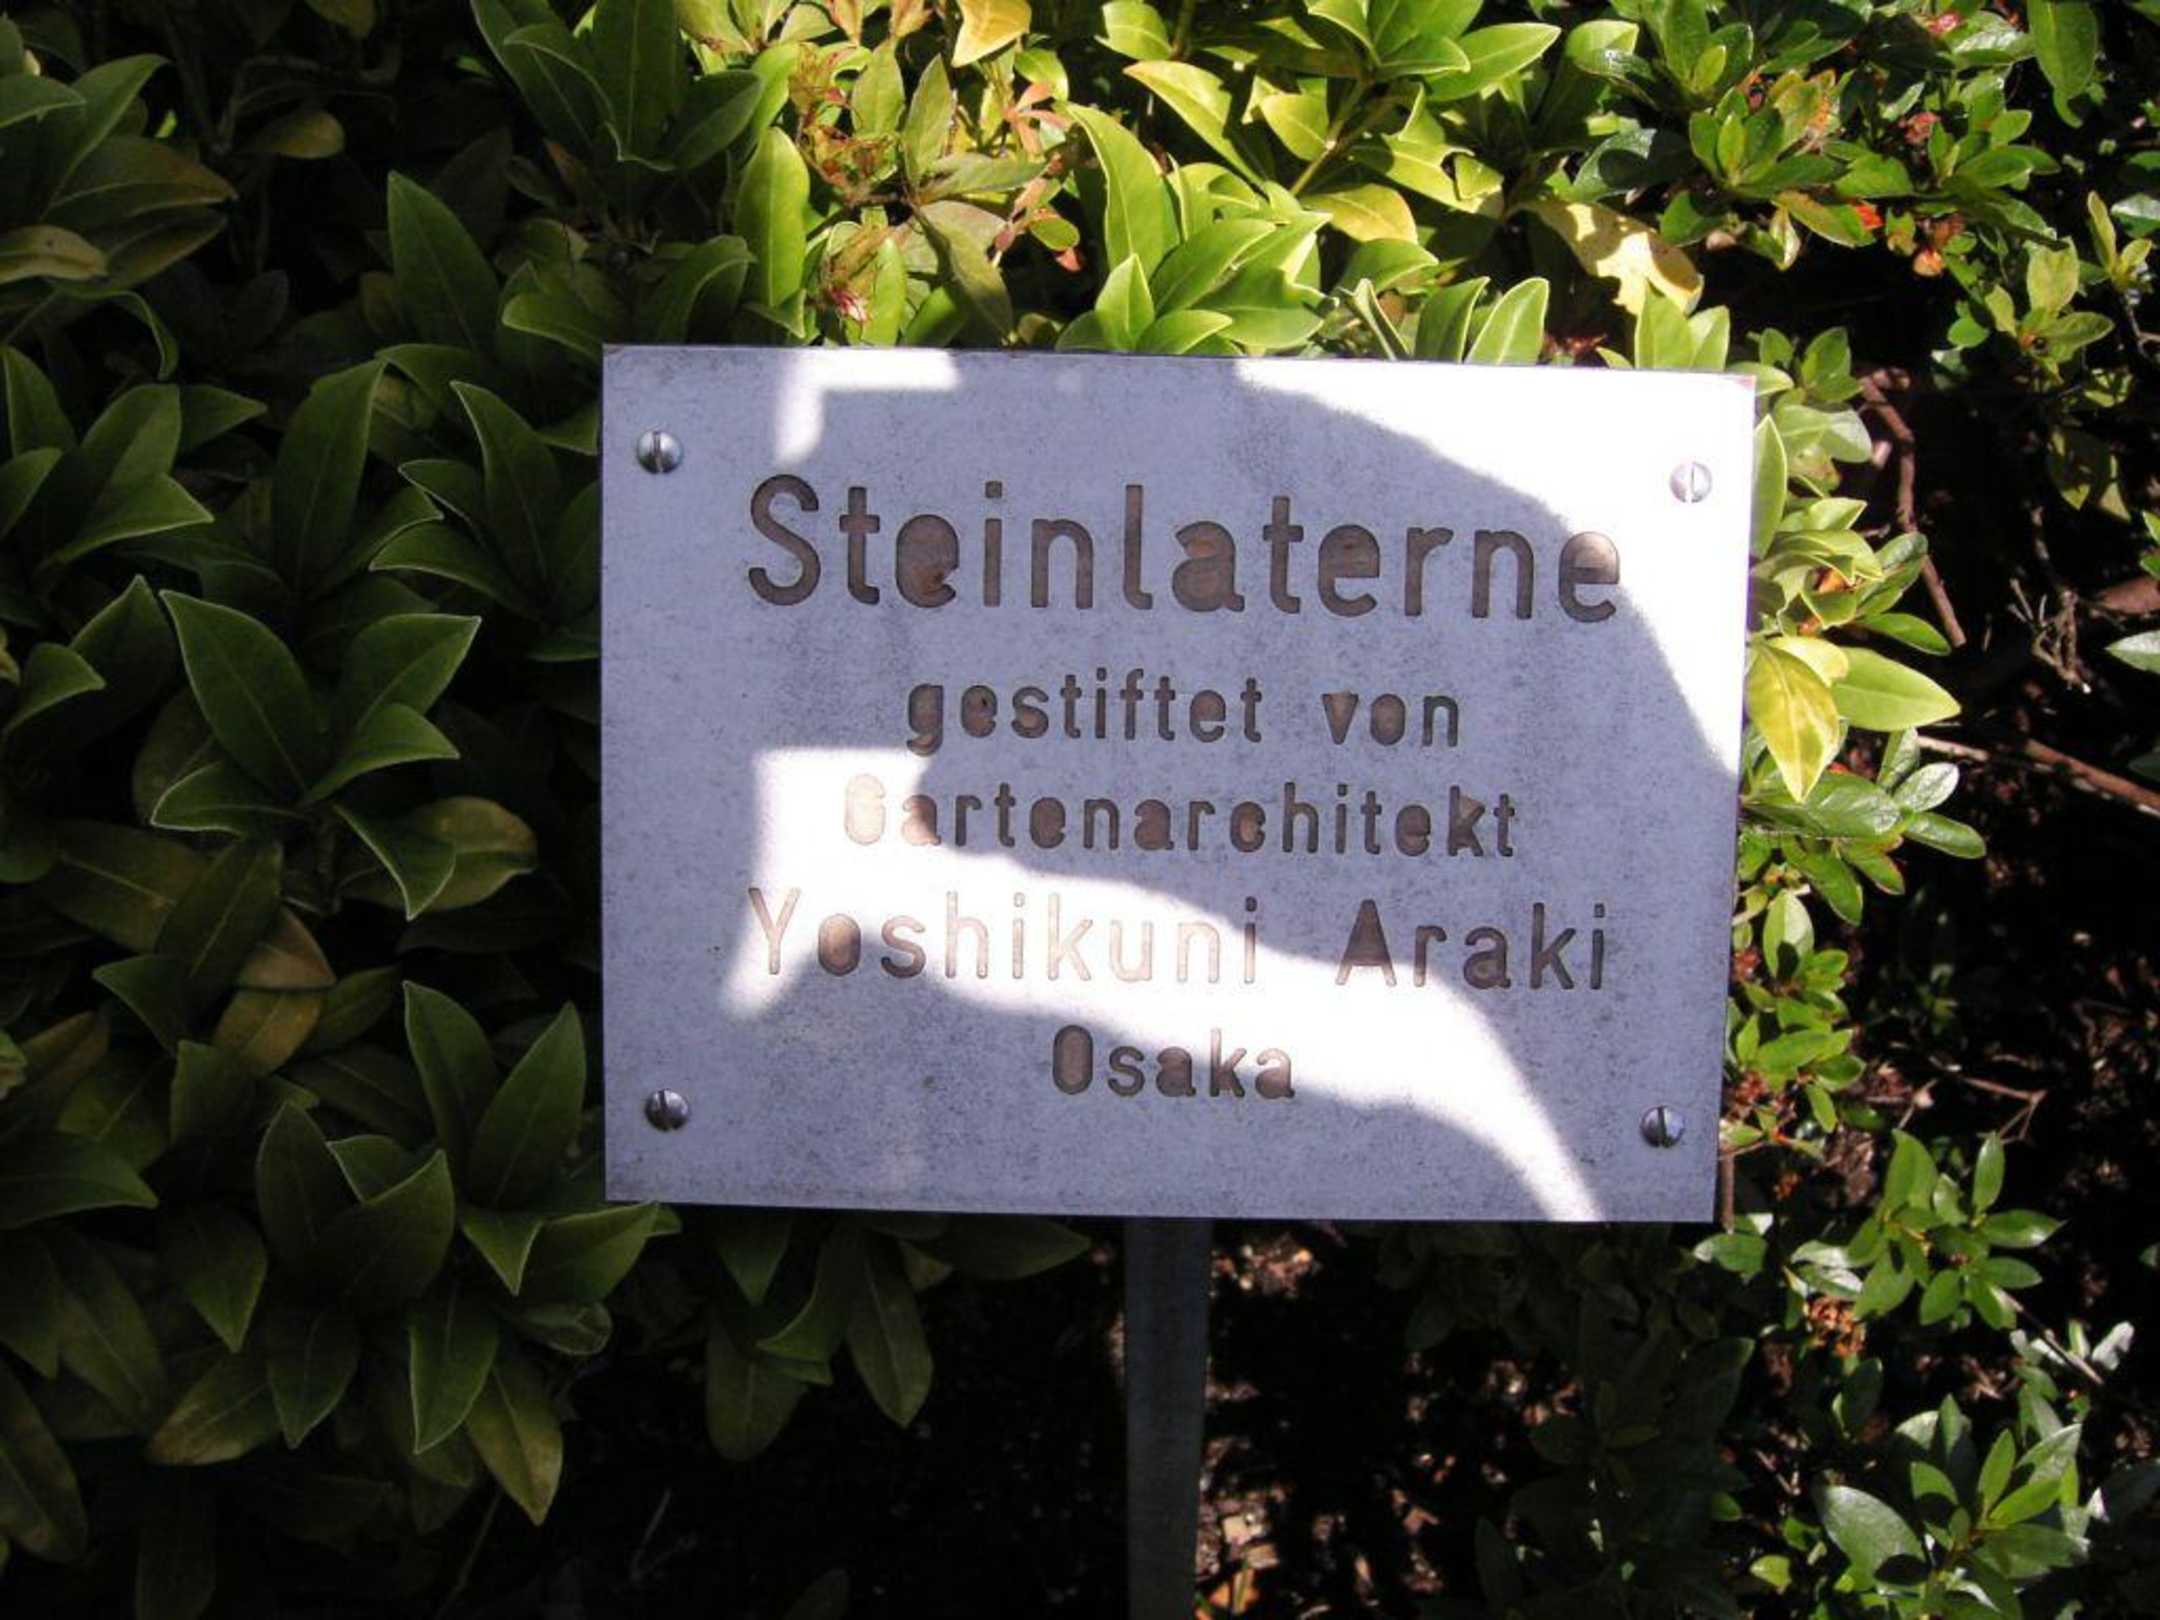 Steinlaterne
gestiftet von
Gartenarchitekt
Yoshikuni Araki
Osaka